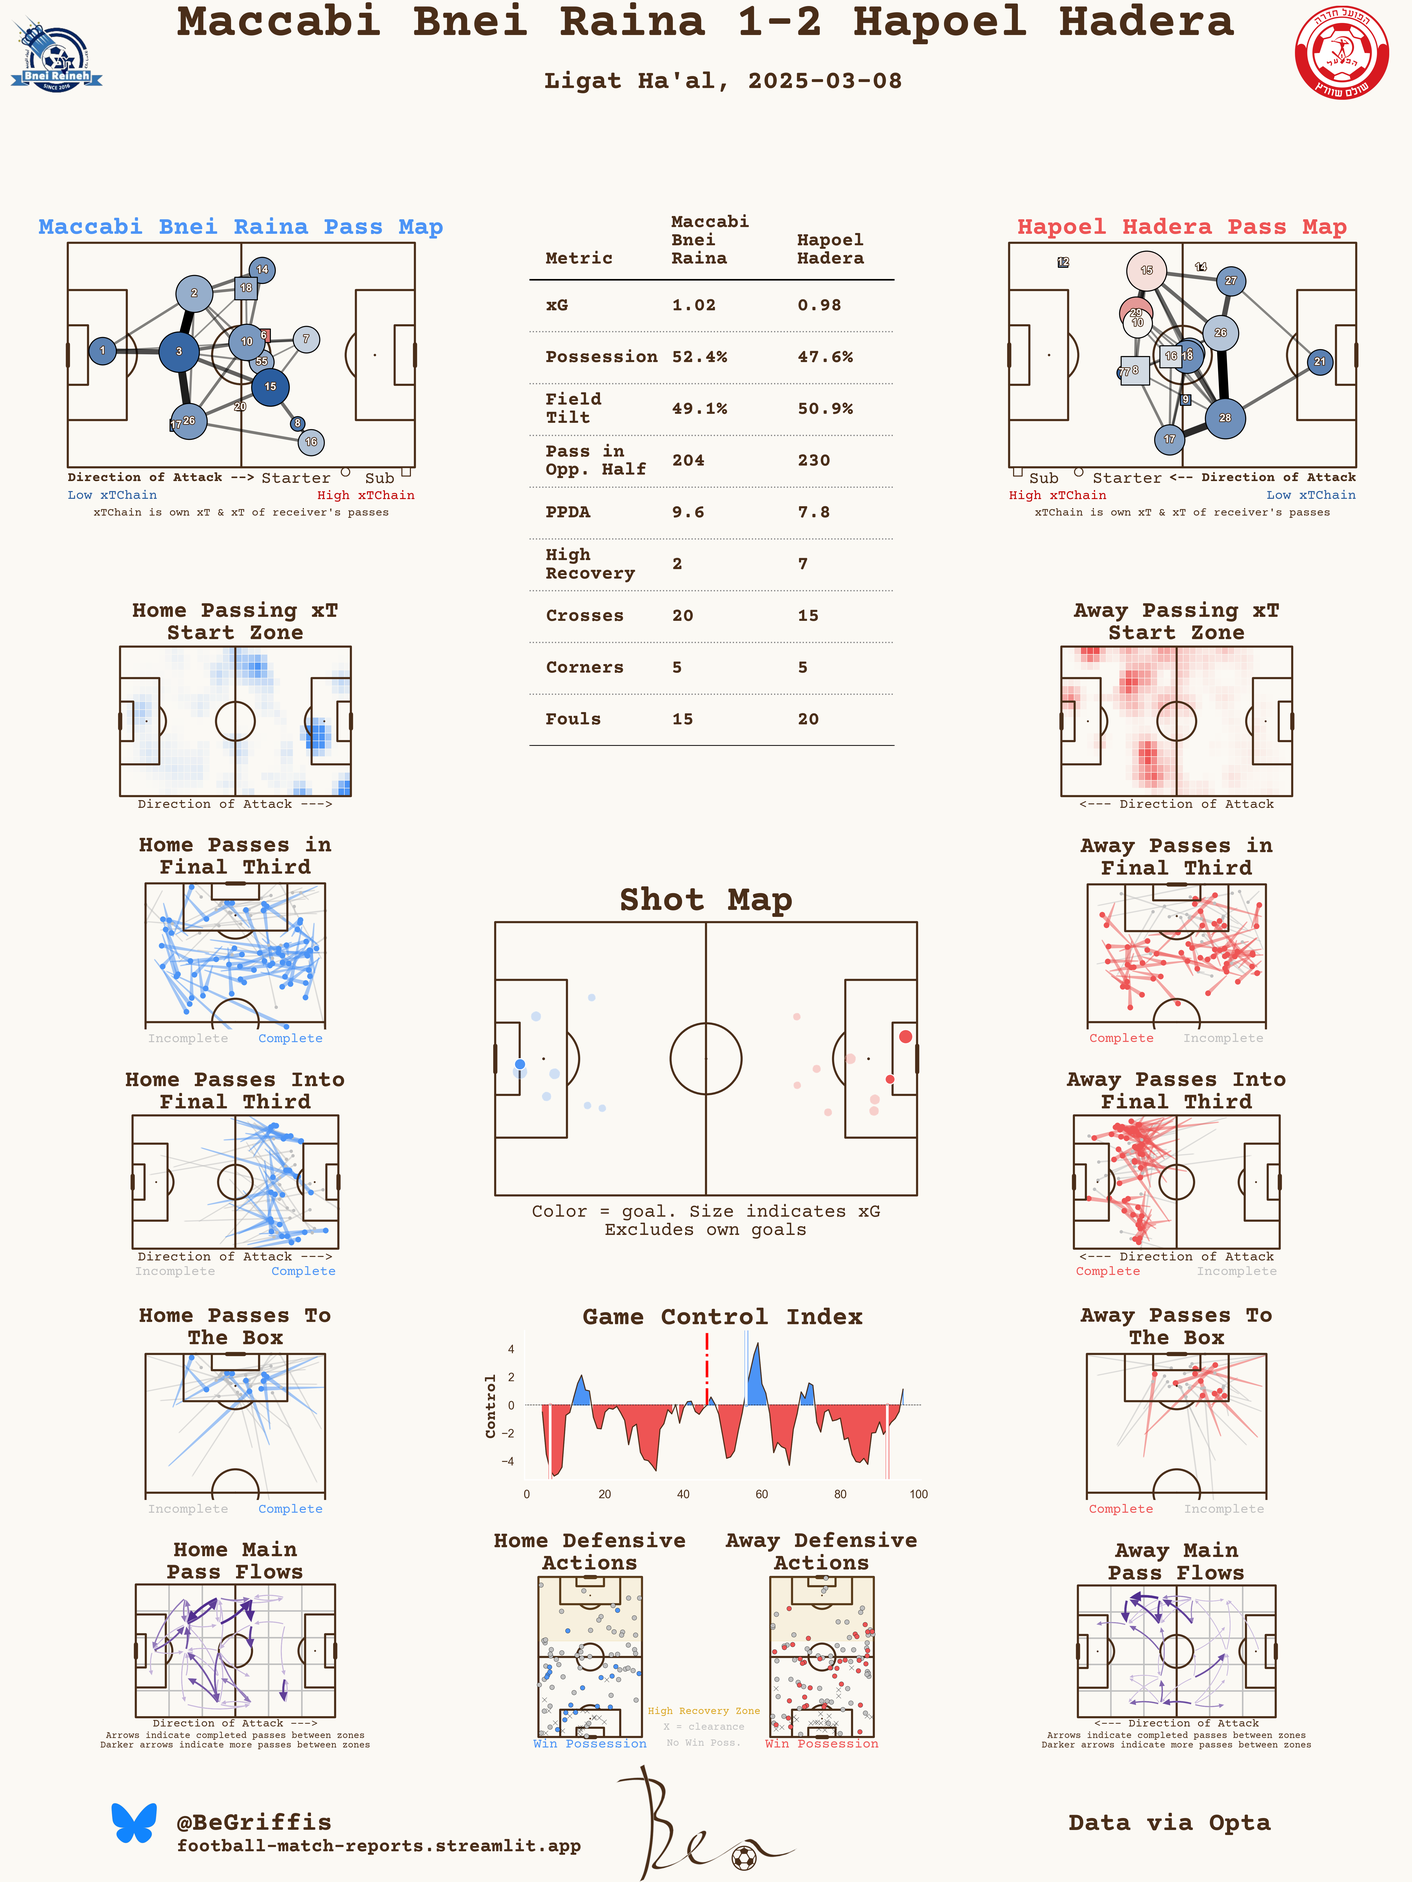 Maccabi Bnei Raina 1-2 Hapoel Hadera
Ligat Ha'al, 2025-03-08
Bnei Reineh
SINCE 2016
הפועל חדרה
הפועל
שולם שוורץ
Maccabi Bnei Raina Pass Map
14
2
18
6
10
7
1
3
55
15
20
17
26
8
16
Direction of Attack --> Starter Sub
Low xTChain High xTChain
xTChain is own xT & xT of receiver's passes
Metric Maccabi Bnei Raina Hapoel Hadera
xG 1.02 0.98
Possession 52.4% 47.6%
Field Tilt 49.1% 50.9%
Pass in Opp. Half 204 230
PPDA 9.6 7.8
High Recovery 2 7
Crosses 20 15
Corners 5 5
Fouls 15 20
Hapoel Hadera Pass Map
12
15
14
27
29
10
26
16
18
21
77
8
9
28
17
Sub Starter <-- Direction of Attack
High xTChain Low xTChain
xTChain is own xT & xT of receiver's passes
Home Passing xT
Start Zone
Direction of Attack --->
Home Passes in
Final Third
Incomplete Complete
Home Passes Into
Final Third
Direction of Attack --->
Incomplete Complete
Home Passes To
The Box
Incomplete Complete
Home Main
Pass Flows
Direction of Attack --->
Arrows indicate completed passes between zones
Darker arrows indicate more passes between zones
Shot Map
Color = goal. Size indicates xG
Excludes own goals
Game Control Index
Control
4
2
0
−2
−4
0 20 40 60 80 100
Home Defensive
Actions
Win Possession
High Recovery Zone
X = clearance
No Win Poss.
Away Defensive
Actions
Win Possession
Away Passing xT
Start Zone
<--- Direction of Attack
Away Passes in
Final Third
Complete Incomplete
Away Passes Into
Final Third
<--- Direction of Attack
Complete Incomplete
Away Passes To
The Box
Complete Incomplete
Away Main
Pass Flows
<--- Direction of Attack
Arrows indicate completed passes between zones
Darker arrows indicate more passes between zones
@BeGriffis
football-match-reports.streamlit.app
Ben
Data via Opta